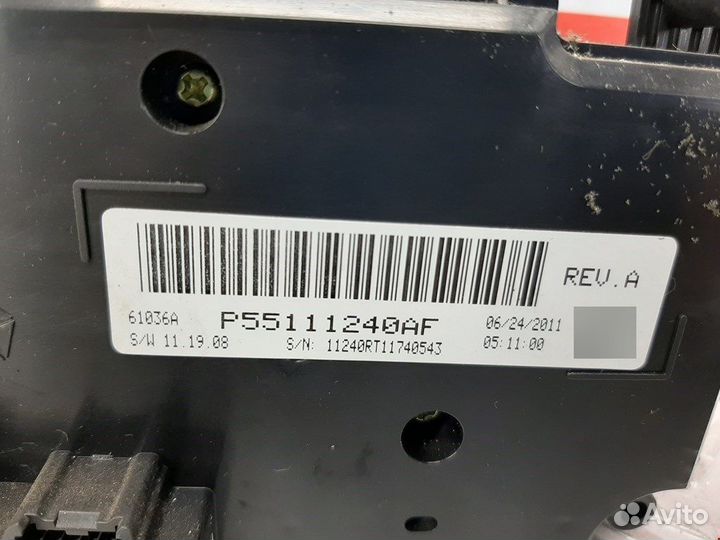 REV.A
61036A P55111240AF 06/24/2011
S/W 11.19.08 S/N: 11240RT11740543 05:11:00
Avito